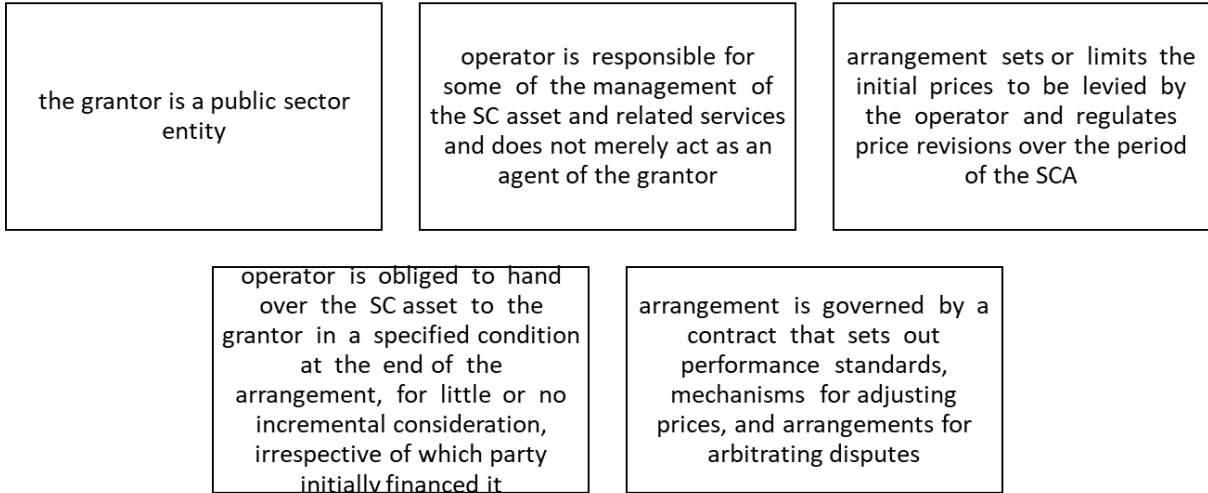 the grantor is a public sector
entity
operator is responsible for
some of the management of
the SC asset and related services
and does not merely act as an
agent of the grantor
arrangement sets or limits the
initial prices to be levied by
the operator and regulates
price revisions over the period
of the SCA
operator is obliged to hand
over the SC asset to the
grantor in a specified condition
at the end of the
arrangement, for little or no
incremental consideration,
irrespective of which party
initially financed it
arrangement is governed by a
contract that sets out
performance standards,
mechanisms for adjusting
prices, and arrangements for
arbitrating disputes